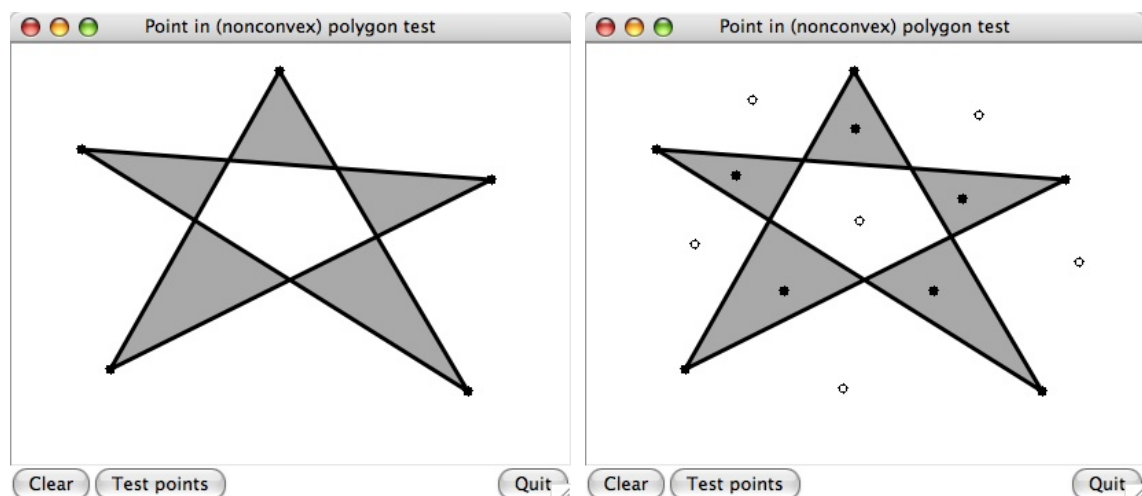 Point in (nonconvex) polygon test
Clear
Test points
Quit
Point in (nonconvex) polygon test
Clear
Test points
Quit